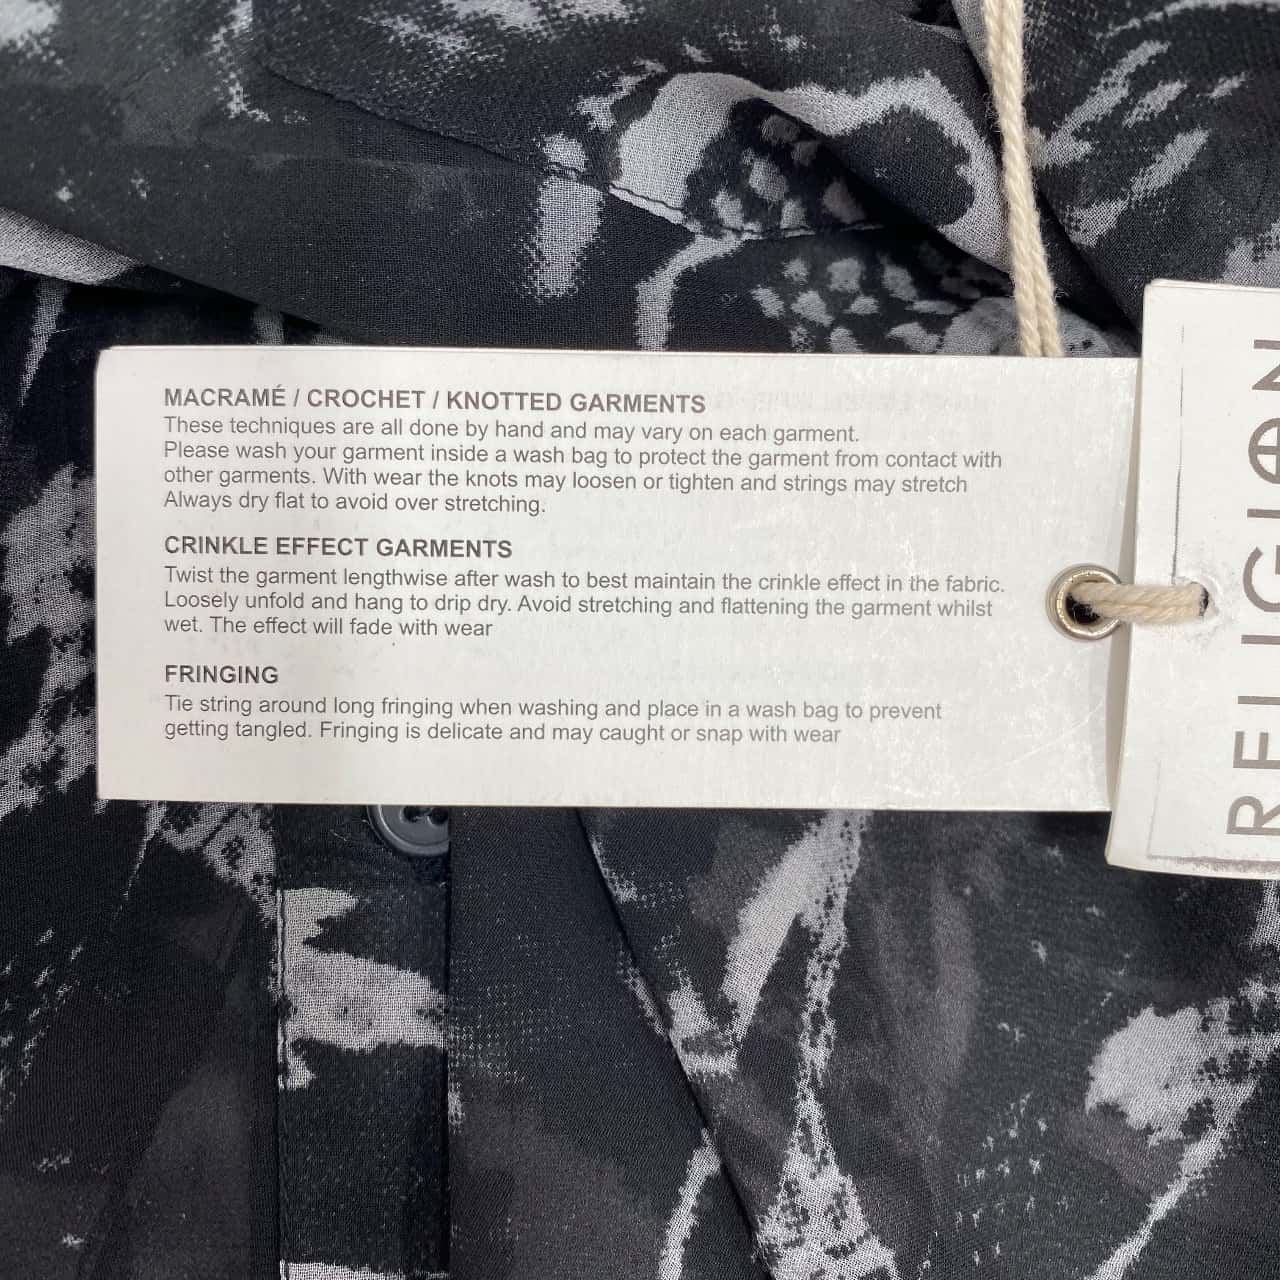 MACRAMÉ / CROCHET / KNOTTED GARMENTS
These techniques are all done by hand and may vary on each garment.
Please wash your garment inside a wash bag to protect the garment from contact with
other garments. With wear the knots may loosen or tighten and strings may stretch
Always dry flat to avoid over stretching.
CRINKLE EFFECT GARMENTS
Twist the garment lengthwise after wash to best maintain the crinkle effect in the fabric.
Loosely unfold and hang to drip dry. Avoid stretching and flattening the garment whilst
wet. The effect will fade with wear
FRINGING
Tie string around long fringing when washing and place in a wash bag to prevent
getting tangled. Fringing is delicate and may caught or snap with wear
RELIGION